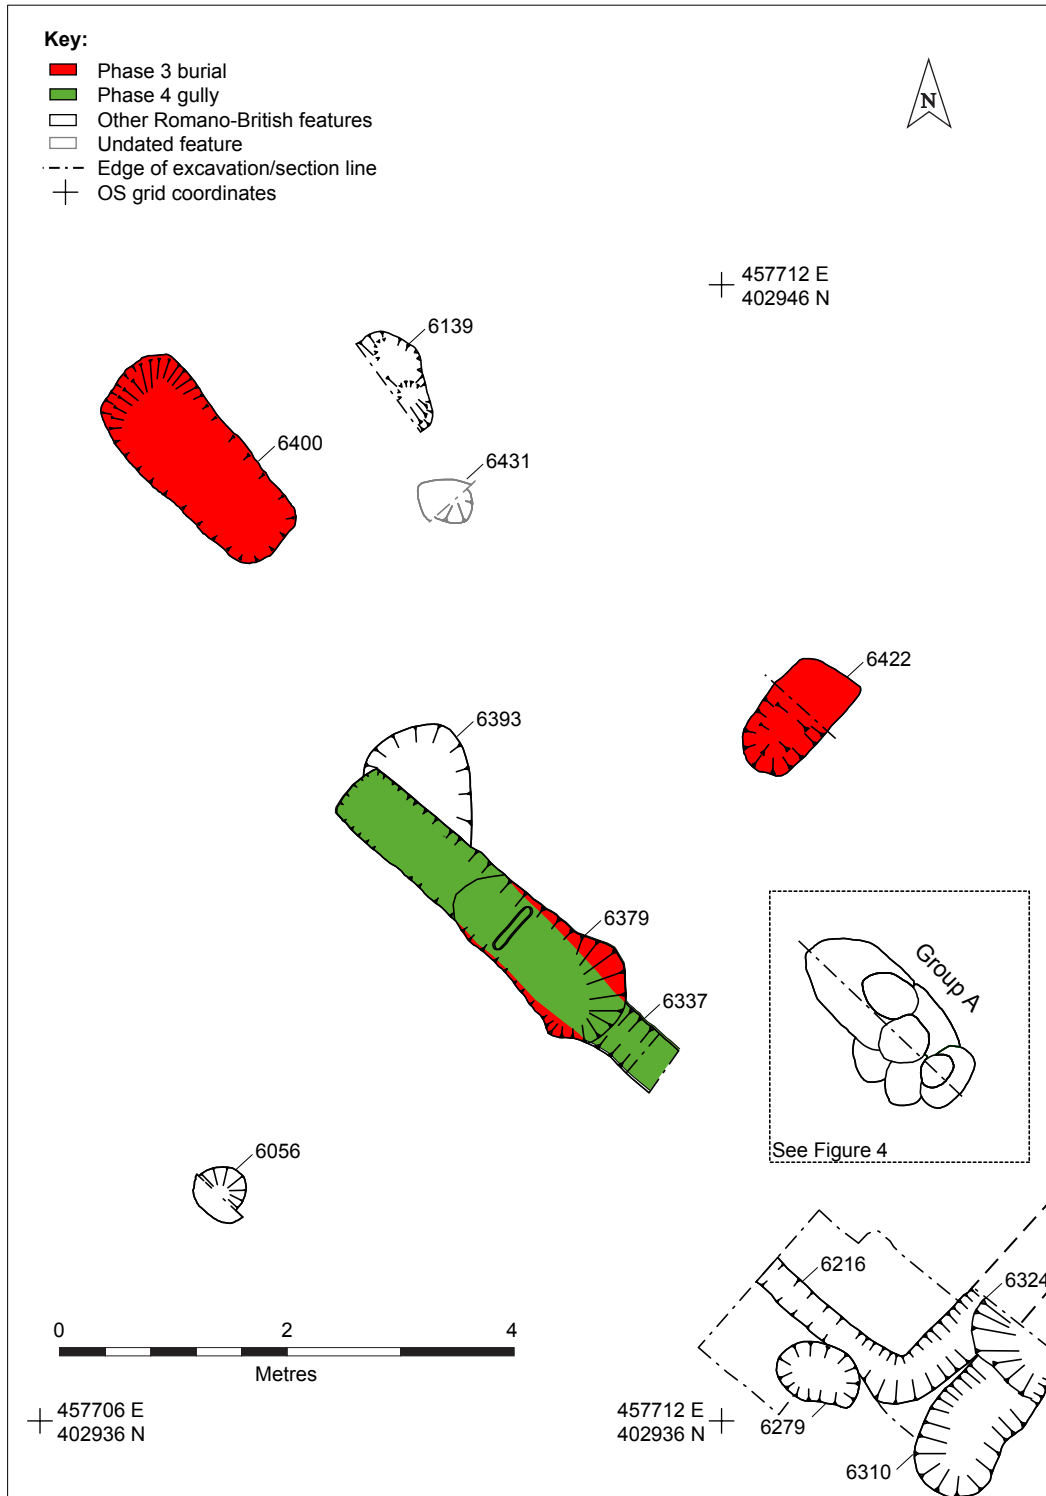 Key:
Phase 3 burial
Phase 4 gully
Other Romano-British features
Undated feature
Edge of excavation/section line
OS grid coordinates
N
457712 E
402946 N
6139
6400
6431
6422
6393
6379
Group A
6337
See Figure 4
6056
6216
6324
0 2 4
Metres
457706 E
402936 N
457712 E
402936 N
6279
6310